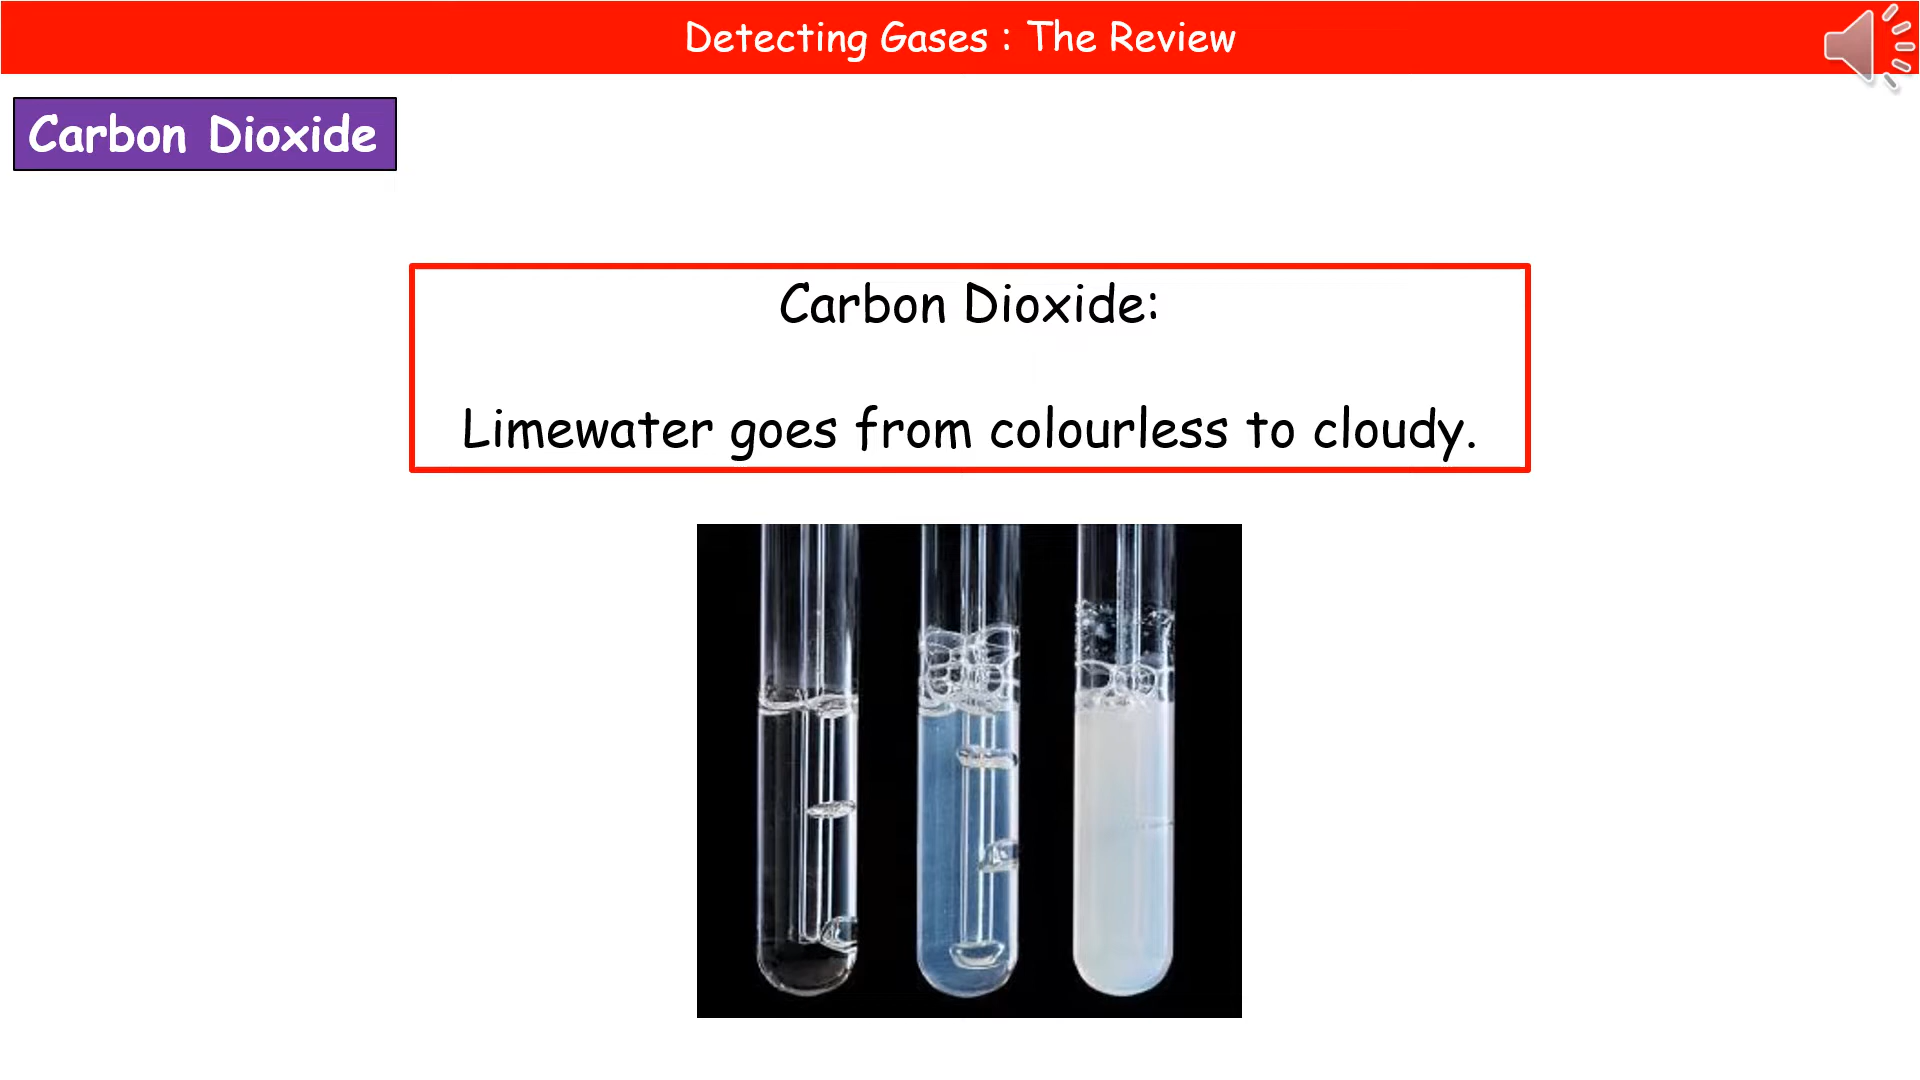 Detecting Gases : The Review
Carbon Dioxide
Carbon Dioxide:
Limewater goes from colourless to cloudy.